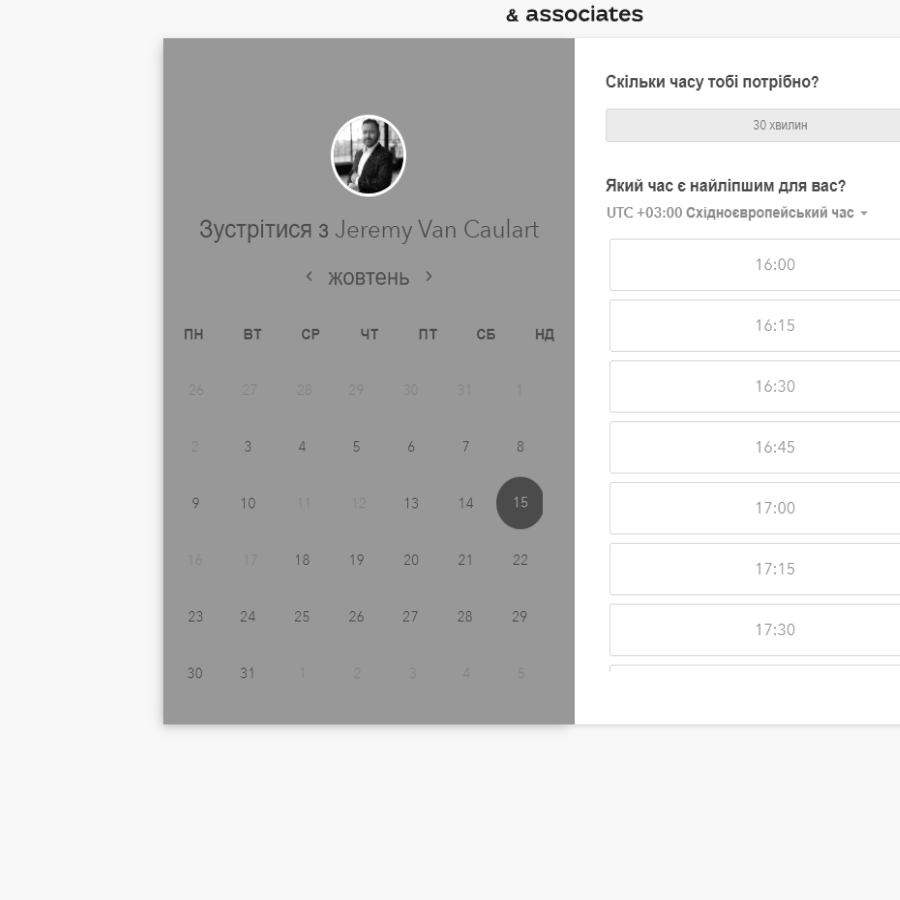 & associates
Зустрітися з Jeremy Van Caulart
‹ жовтень ›
ПН ВТ СР ЧТ ПТ СБ НД
26 27 28 29 30 31 1
2 3 4 5 6 7 8
9 10 11 12 13 14 15
16 17 18 19 20 21 22
23 24 25 26 27 28 29
30 31 1 2 3 4 5
Скільки часу тобі потрібно?
30 хвилин
Який час є найліпшим для вас?
UTC +03:00 Східноєвропейський час
16:00
16:15
16:30
16:45
17:00
17:15
17:30